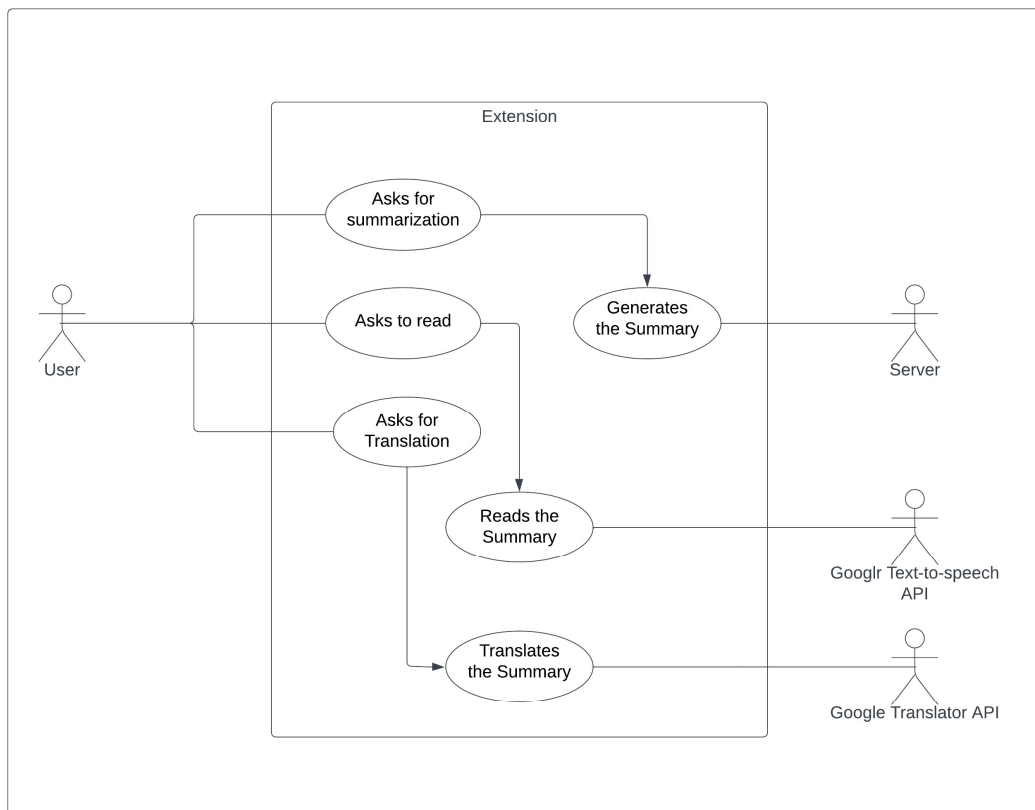 Extension
Asks for
summarization
Asks to read
Generates
the Summary
User
Server
Asks for
Translation
Reads the
Summary
Googlr Text-to-speech
API
Translates
the Summary
Google Translator API